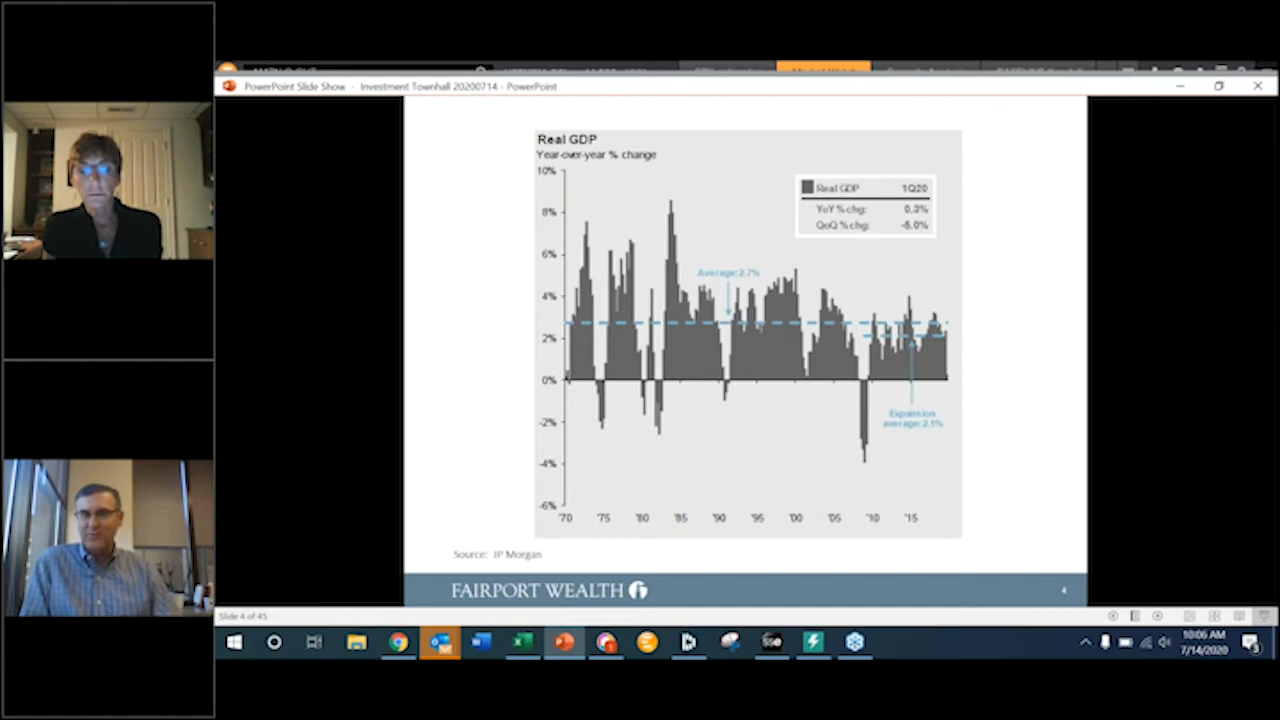 PowerPoint Slide Show - Investment Townhall 20200714 - PowerPoint
Real GDP
Year-over-year % change
10%
8%
6%
4%
2%
0%
-2%
-4%
-6%
Real GDP 1Q20
YoY % chg: 0.3%
QoQ % chg: -5.0%
Average: 2.7%
Expansion
average: 2.1%
'70 '75 '80 '85 '90 '95 '00 '05 '10 '15
Source: JP Morgan
FAIRPORT WEALTH
4
Slide 4 of 45
10:06 AM
7/14/2020
3